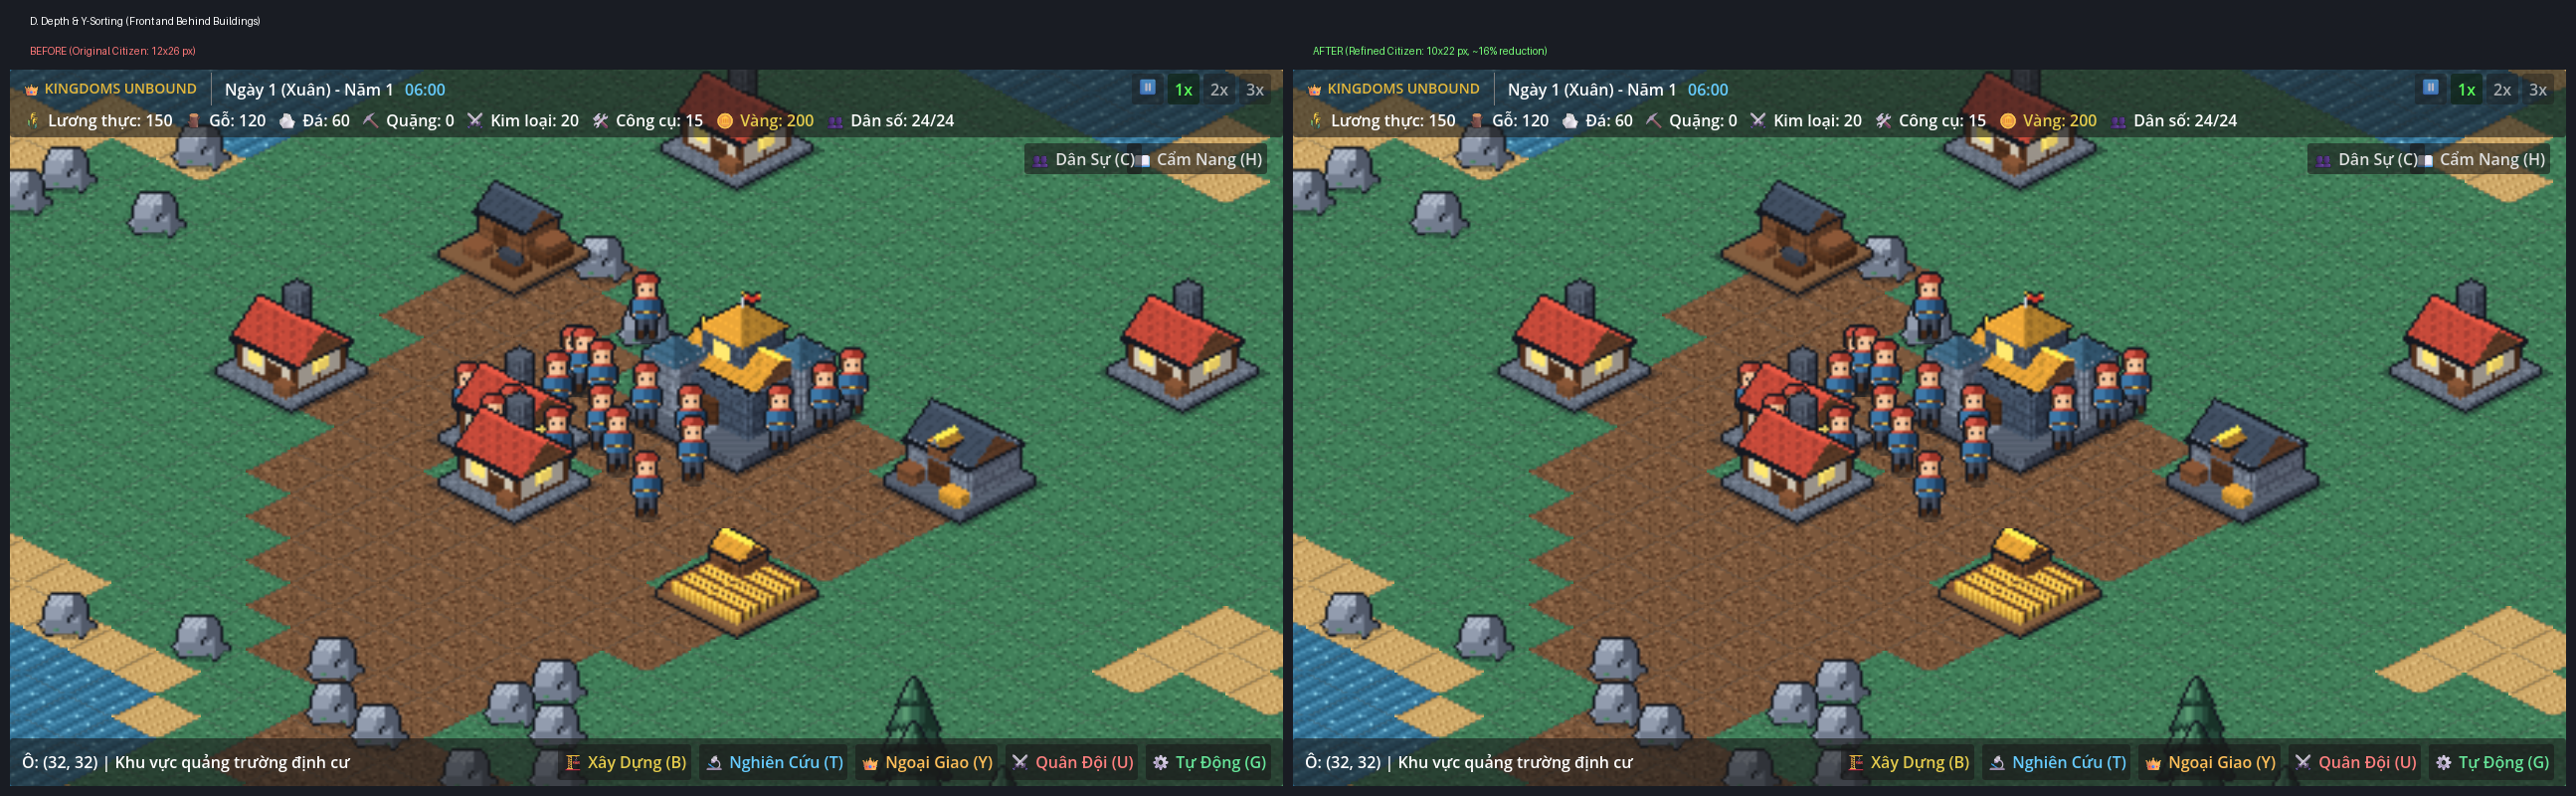 D. Depth & Y-Sorting (Front and Behind Buildings)
BEFORE (Original Citizen: 12x26 px)
KINGDOMS UNBOUND Ngày 1 (Xuân) - Năm 1 06:00 1x 2x 3x
Lương thực: 150 Gỗ: 120 Đá: 60 Quặng: 0 Kim loại: 20 Công cụ: 15 Vàng: 200 Dân số: 24/24
Dân Sự (C) Cẩm Nang (H)
Ô: (32, 32) | Khu vực quảng trường định cư Xây Dựng (B) Nghiên Cứu (T) Ngoại Giao (Y) Quân Đội (U) Tự Động (G)
AFTER (Refined Citizen: 10x22 px, ~16% reduction)
KINGDOMS UNBOUND Ngày 1 (Xuân) - Năm 1 06:00 1x 2x 3x
Lương thực: 150 Gỗ: 120 Đá: 60 Quặng: 0 Kim loại: 20 Công cụ: 15 Vàng: 200 Dân số: 24/24
Dân Sự (C) Cẩm Nang (H)
Ô: (32, 32) | Khu vực quảng trường định cư Xây Dựng (B) Nghiên Cứu (T) Ngoại Giao (Y) Quân Đội (U) Tự Động (G)